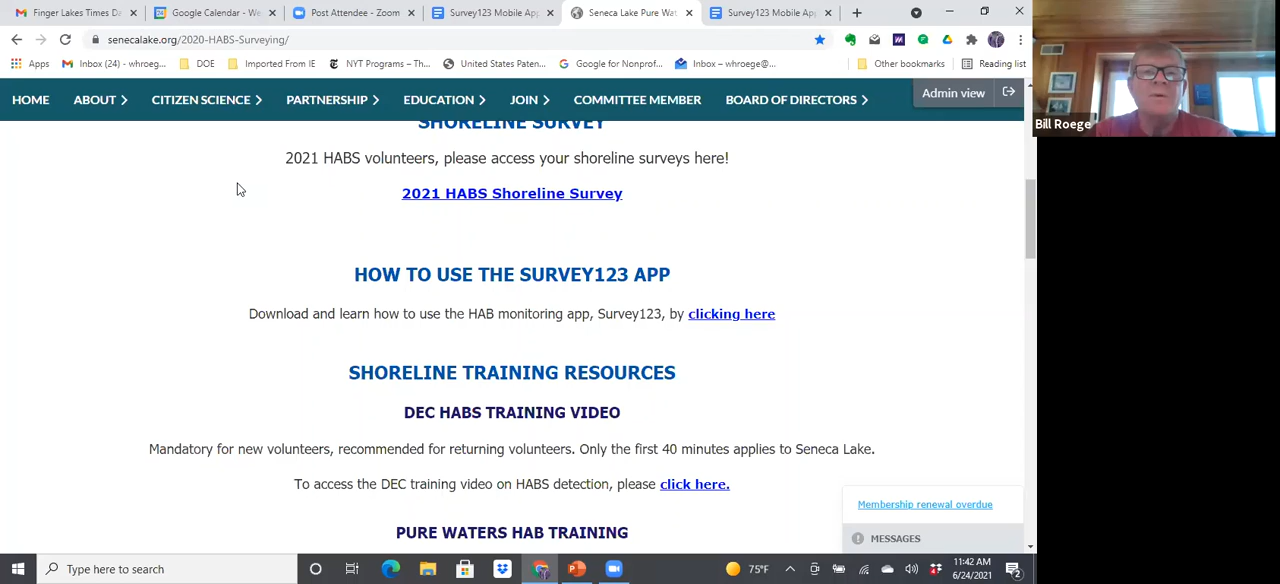 Finger Lakes Times Da
Google Calendar - We
Post Attendee - Zoom
Survey123 Mobile App
Seneca Lake Pure Wat
Survey123 Mobile App
senecalake.org/2020-HABS-Surveying/
Apps
Inbox (24) - whroeg...
DOE
Imported From IE
NYT Programs – Th...
United States Paten...
Google for Nonprof...
Inbox – whroege@...
Other bookmarks
Reading list
HOME
ABOUT
CITIZEN SCIENCE
PARTNERSHIP
EDUCATION
JOIN
COMMITTEE MEMBER
BOARD OF DIRECTORS
Admin view
Bill Roege
SHORELINE SURVEY
2021 HABS volunteers, please access your shoreline surveys here!
2021 HABS Shoreline Survey
HOW TO USE THE SURVEY123 APP
Download and learn how to use the HAB monitoring app, Survey123, by clicking here
SHORELINE TRAINING RESOURCES
DEC HABS TRAINING VIDEO
Mandatory for new volunteers, recommended for returning volunteers. Only the first 40 minutes applies to Seneca Lake.
To access the DEC training video on HABS detection, please click here.
Membership renewal overdue
PURE WATERS HAB TRAINING
MESSAGES
Type here to search
75°F
11:42 AM
6/24/2021
2